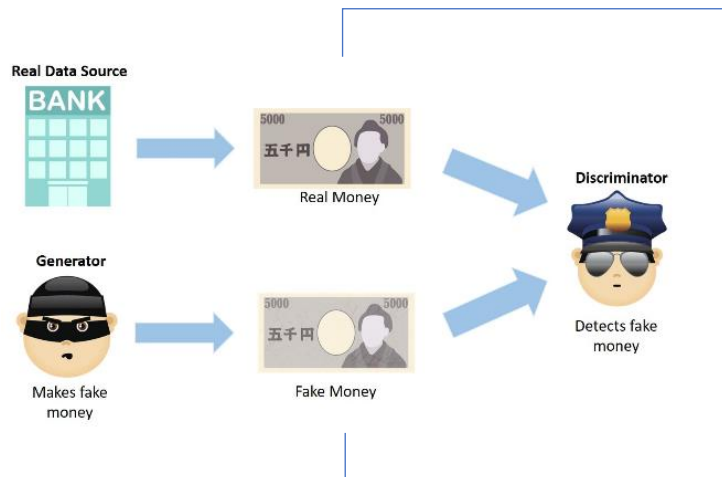 Real Data Source
BANK
5000 5000
五千円
Real Money
Discriminator
Detects fake
money
Generator
Makes fake
money
5000 5000
五千円
Fake Money